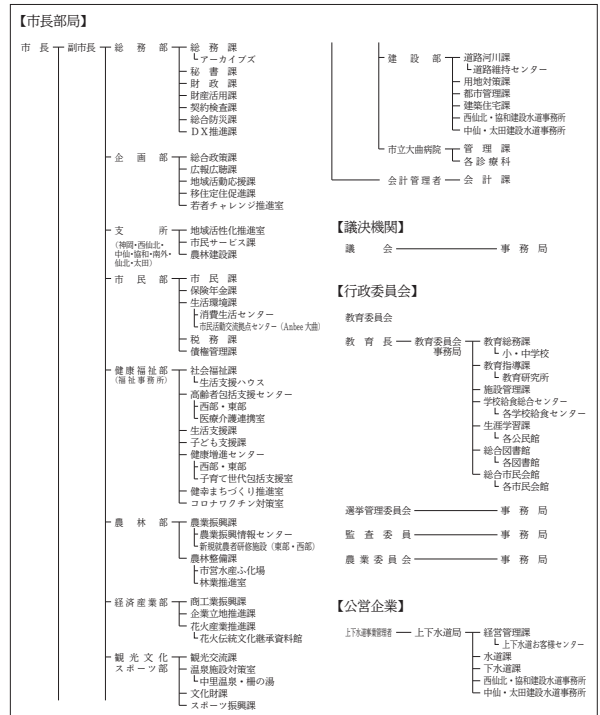 【市長部局】
市長 副市長 総務部 総務課
アーカイブズ
秘書課
財政課
財産活用課
契約検査課
総合防災課
DX推進課
企画部 総合政策課
広報広聴課
地域活動応援課
移住定住促進課
若者チャレンジ推進室
支所 地域活性化推進室
(神岡・西仙北・ 市民サービス課
中仙・協和・南外・ 農林建設課
仙北・太田)
市民部 市民課
保険年金課
生活環境課
消費生活センター
市民活動交流拠点センター(Anbee大曲)
税務課
債権管理課
健康福祉部 社会福祉課
(福祉事務所) 生活支援ハウス
高齢者包括支援センター
西部・東部
医療介護連携室
生活支援課
子ども支援課
健康増進センター
西部・東部
子育て世代包括支援室
健幸まちづくり推進室
コロナワクチン対策室
農林部 農業振興課
農業振興情報センター
新規就農者研修施設(東部・西部)
農林整備課
市営水産ふ化場
林業推進室
経済産業部 商工業振興課
企業立地推進課
花火産業推進課
花火伝統文化継承資料館
観光文化 観光交流課
スポーツ部 温泉施設対策室
中里温泉・柵の湯
文化財課
スポーツ振興課
建設部 道路河川課
道路維持センター
用地対策課
都市管理課
建築住宅課
西仙北・協和建設水道事務所
中仙・太田建設水道事務所
市立大曲病院 管理課
各診療科
会計管理者 会計課
【議決機関】
議会 事務局
【行政委員会】
教育委員会
教育長 教育委員会 教育総務課
事務局 小・中学校
教育指導課
教育研究所
施設管理課
学校給食総合センター
各学校給食センター
生涯学習課
各公民館
総合図書館
各図書館
総合市民会館
各市民会館
選挙管理委員会 事務局
監査委員 事務局
農業委員会 事務局
【公営企業】
上下水道事業管理者 上下水道局 経営管理課
上下水道お客様センター
水道課
下水道課
西仙北・協和建設水道事務所
中仙・太田建設水道事務所